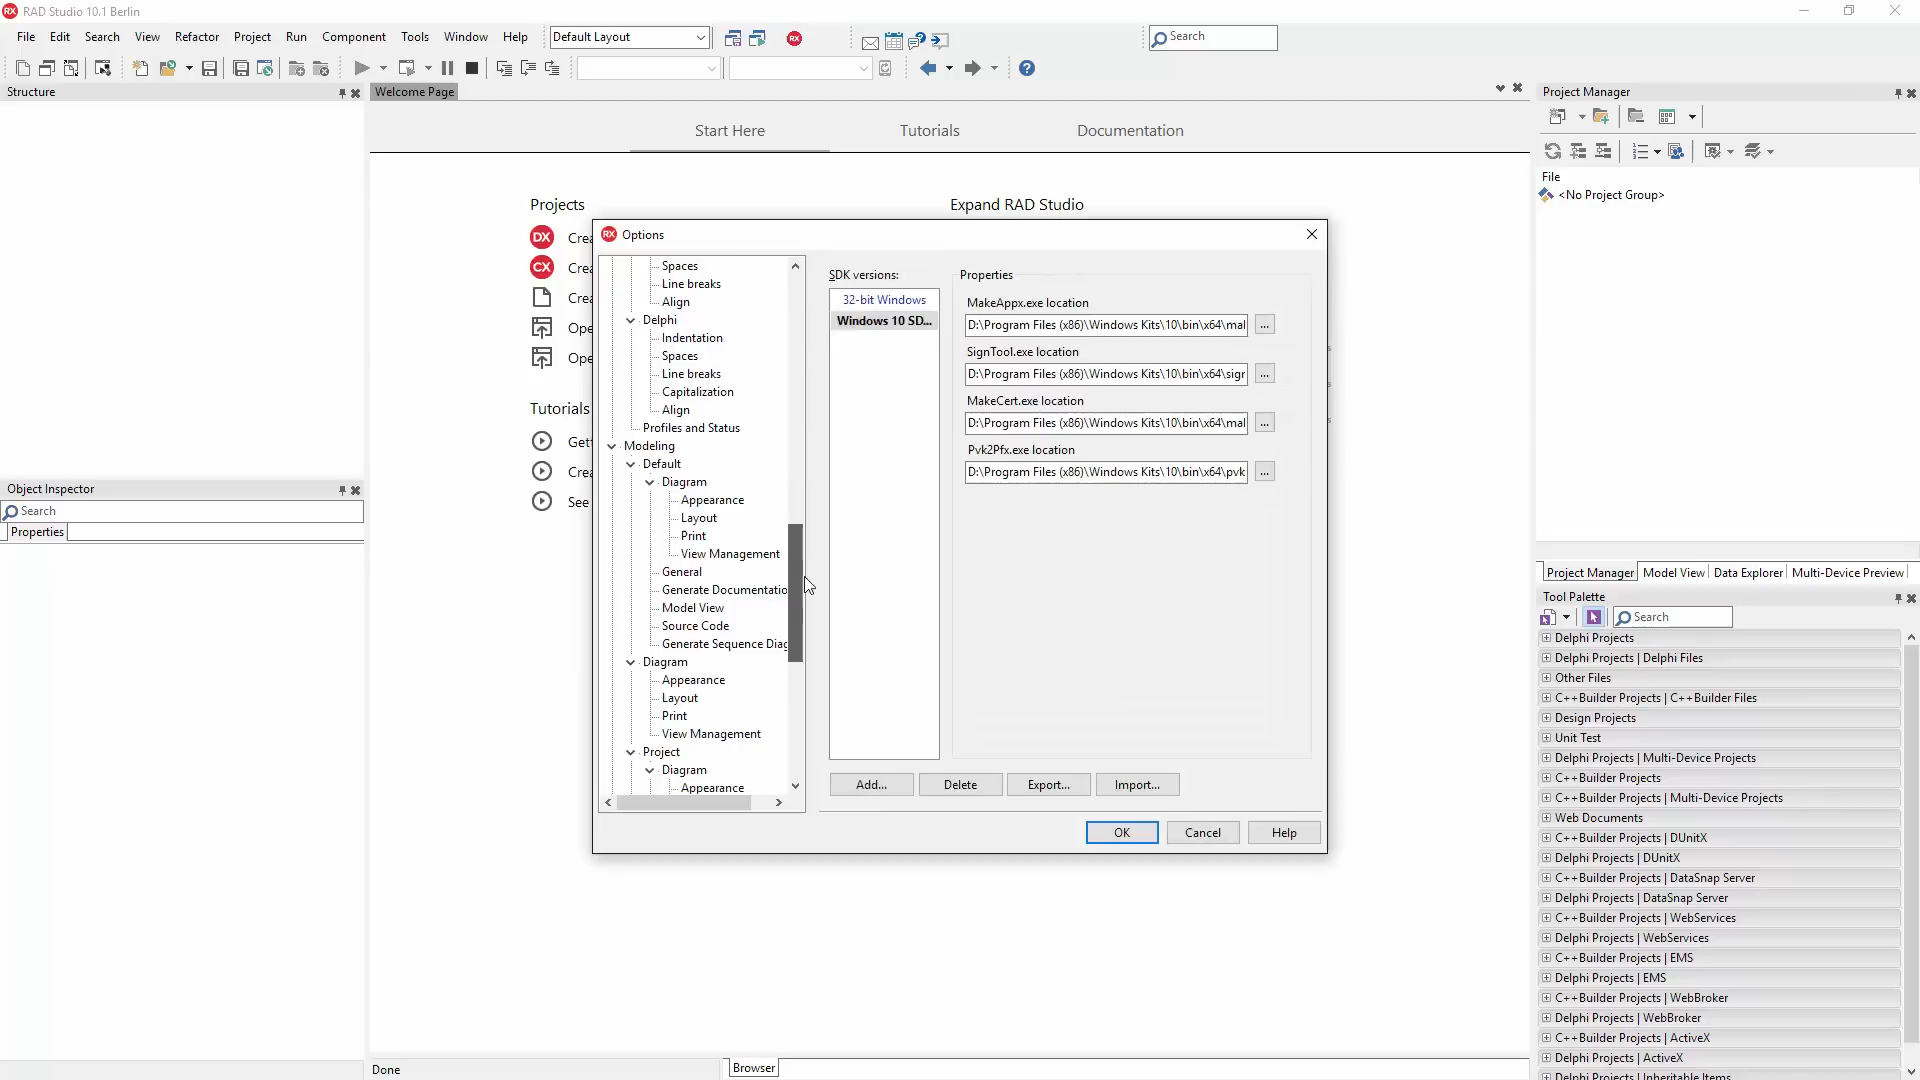 RAD Studio 10.1 Berlin
File Edit Search View Refactor Project Run Component Tools Window Help Default Layout Search
Structure
Welcome Page
Project Manager
Start Here
Tutorials
Documentation
File
<No Project Group>
Projects
Expand RAD Studio
Crea
Crea
Crea
Ope
Ope
Tutorials
Get
Crea
See
Options
Spaces
Line breaks
Align
Delphi
Indentation
Spaces
Line breaks
Capitalization
Align
Profiles and Status
Modeling
Default
Diagram
Appearance
Layout
Print
View Management
General
Generate Documentatio
Model View
Source Code
Generate Sequence Diag
Diagram
Appearance
Layout
Print
View Management
Project
Diagram
Appearance
SDK versions:
32-bit Windows
Windows 10 SD...
Properties
MakeAppx.exe location
D:\Program Files (x86)\Windows Kits\10\bin\x64\mal
...
SignTool.exe location
D:\Program Files (x86)\Windows Kits\10\bin\x64\sigr
...
MakeCert.exe location
D:\Program Files (x86)\Windows Kits\10\bin\x64\mal
...
Pvk2Pfx.exe location
D:\Program Files (x86)\Windows Kits\10\bin\x64\pvk
...
Add... Delete Export... Import...
OK Cancel Help
Object Inspector
Search
Properties
Project Manager Model View Data Explorer Multi-Device Preview
Tool Palette
Search
Delphi Projects
Delphi Projects | Delphi Files
Other Files
C++Builder Projects | C++Builder Files
Design Projects
Unit Test
Delphi Projects | Multi-Device Projects
C++Builder Projects
C++Builder Projects | Multi-Device Projects
Web Documents
C++Builder Projects | DUnitX
Delphi Projects | DUnitX
C++Builder Projects | DataSnap Server
Delphi Projects | DataSnap Server
C++Builder Projects | WebServices
Delphi Projects | WebServices
C++Builder Projects | EMS
Delphi Projects | EMS
C++Builder Projects | WebBroker
Delphi Projects | WebBroker
C++Builder Projects | ActiveX
Delphi Projects | ActiveX
Delphi Projects | Inheritable Items
Done
Browser